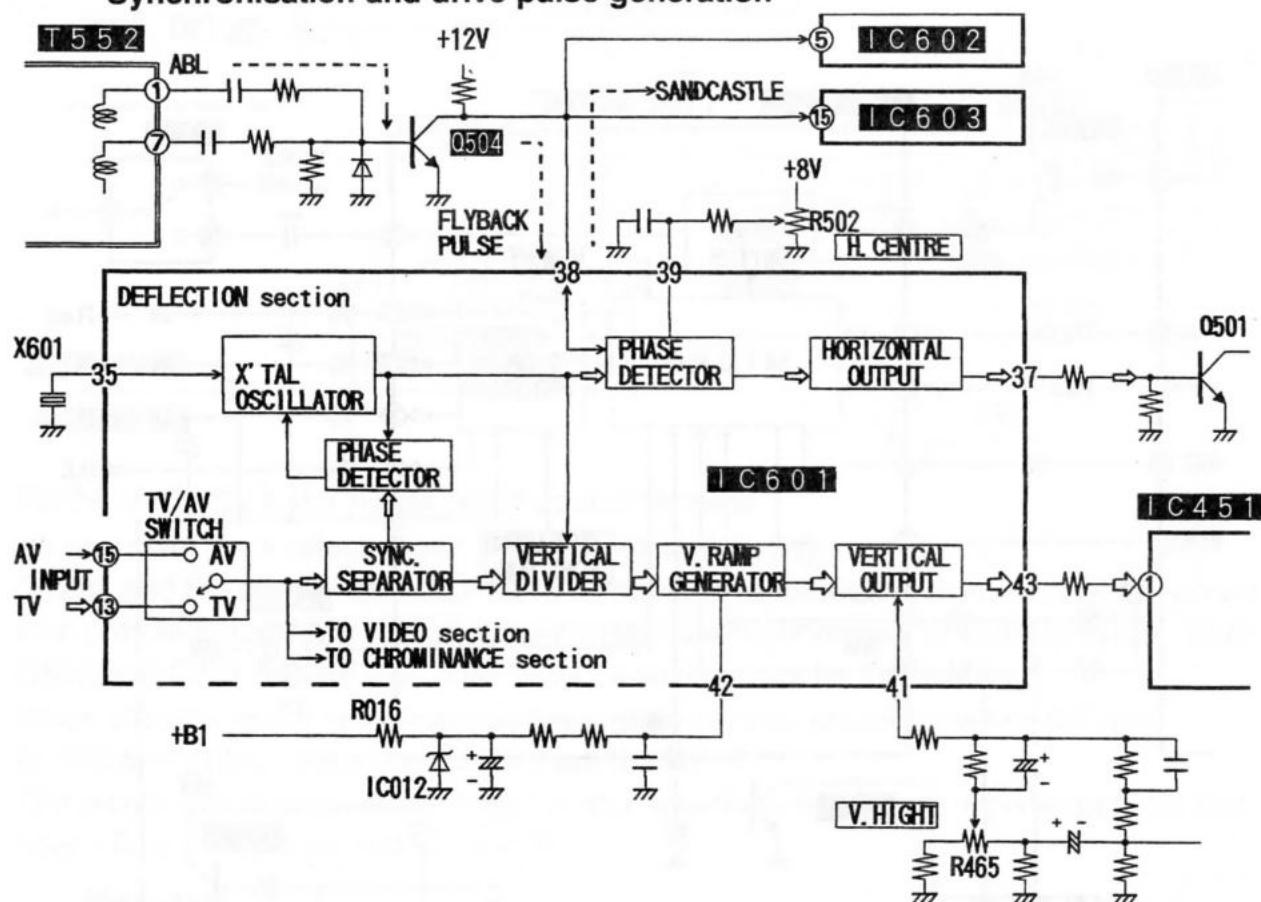 Synchronisation and drive pulse generation
T552
ABL
1
7
+12V
Q504
5
IC602
SANDCASTLE
15
IC603
+8V
R502
H. CENTRE
FLYBACK
PULSE
38
39
DEFLECTION section
X601
35
X'TAL
OSCILLATOR
PHASE
DETECTOR
HORIZONTAL
OUTPUT
37
Q501
PHASE
DETECTOR
IC601
IC451
TV/AV
SWITCH
AV
15
AV
INPUT
TV
13
TV
SYNC.
SEPARATOR
VERTICAL
DIVIDER
V. RAMP
GENERATOR
VERTICAL
OUTPUT
43
1
TO VIDEO section
TO CHROMINANCE section
42
41
+B1
R016
+
-
IC012
+
-
V. HIGHT
+ -
R465